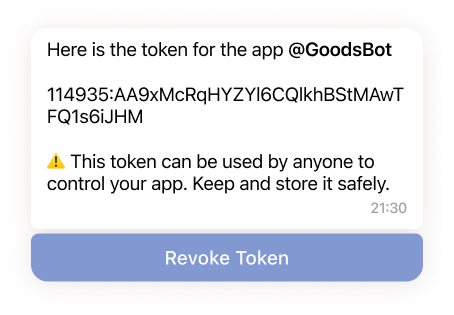 Here is the token for the app @GoodsBot
114935:AA9xMcRqHYZYl6CQlkhBStMAwT
FQ1s6iJHM
⚠️ This token can be used by anyone to
control your app. Keep and store it safely.
21:30
Revoke Token